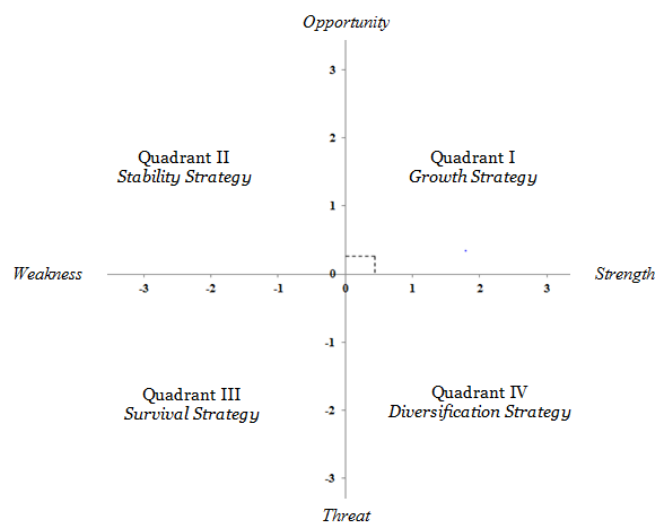 Opportunity
3
Quadrant II
Stability Strategy
2
Quadrant I
Growth Strategy
1
Weakness
0
Strength
-3
-2
-1
0
1
2
3
-1
Quadrant III
Survival Strategy
-2
Quadrant IV
Diversification Strategy
-3
Threat